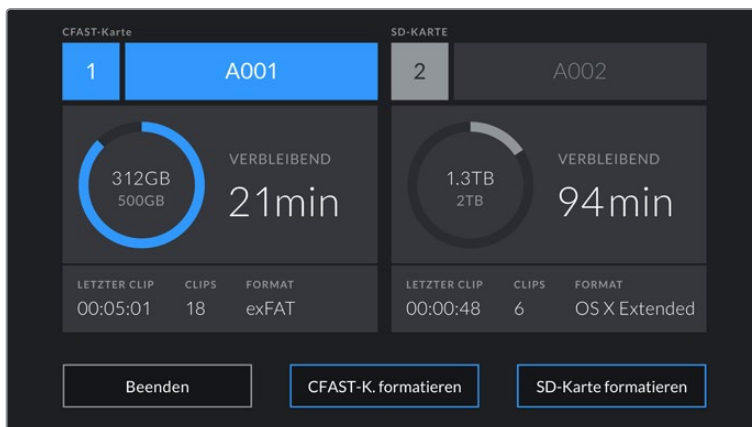 CFAST-Karte
1 A001
312GB
500GB
VERBLEIBEND
21min
LETZTER CLIP CLIPS FORMAT
00:05:01 18 exFAT
SD-KARTE
2 A002
1.3TB
2TB
VERBLEIBEND
94min
LETZTER CLIP CLIPS FORMAT
00:00:48 6 OS X Extended
Beenden
CFAST-K. formatieren
SD-Karte formatieren